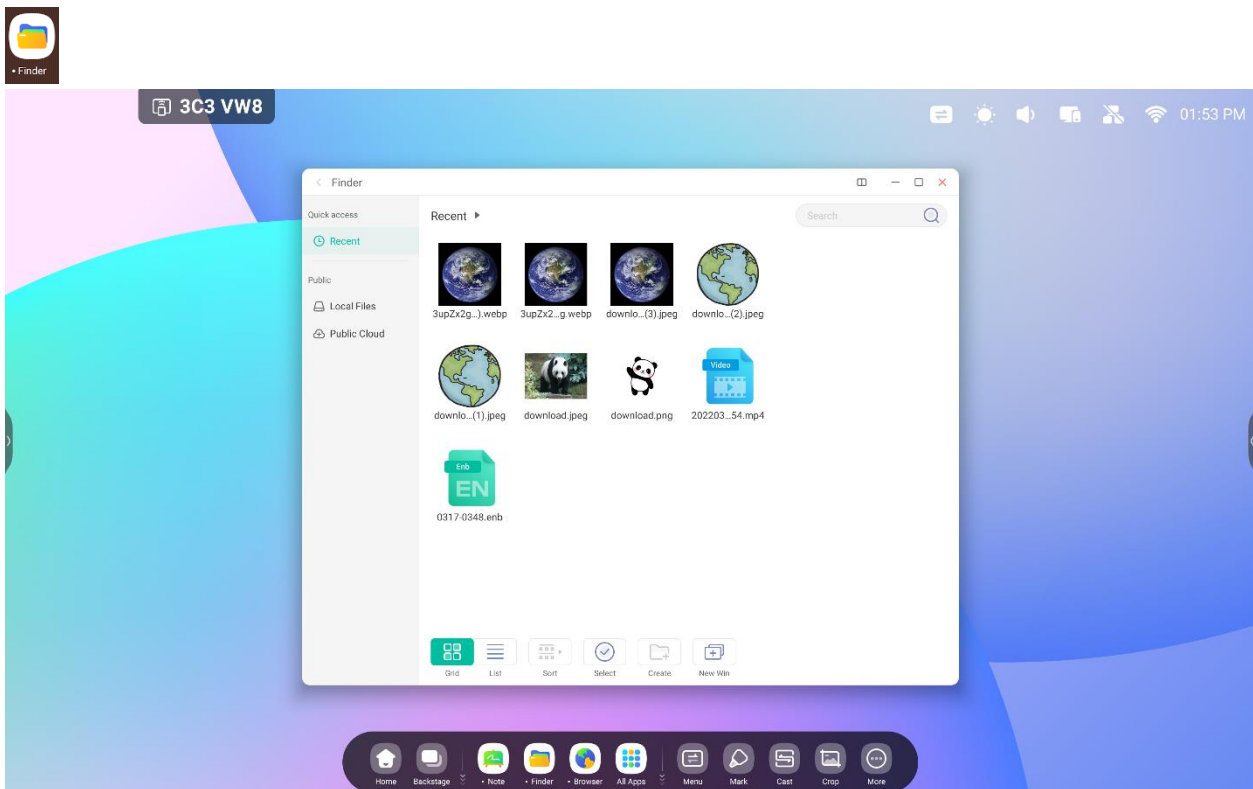 • Finder
3C3 VW8
01:53 PM
Finder
Quick access
Recent
Public
Local Files
Public Cloud
Recent
Search
3upZx2g...).webp
3upZx2...g.webp
downlo...(3).jpeg
downlo...(2).jpeg
downlo...(1).jpeg
download.jpeg
download.png
Video
202203...54.mp4
Enb
EN
0317-0348.enb
Grid
List
Sort
Select
Create
New Win
Home
Backstage
• Note
• Finder
• Browser
All Apps
Menu
Mark
Cast
Crop
More